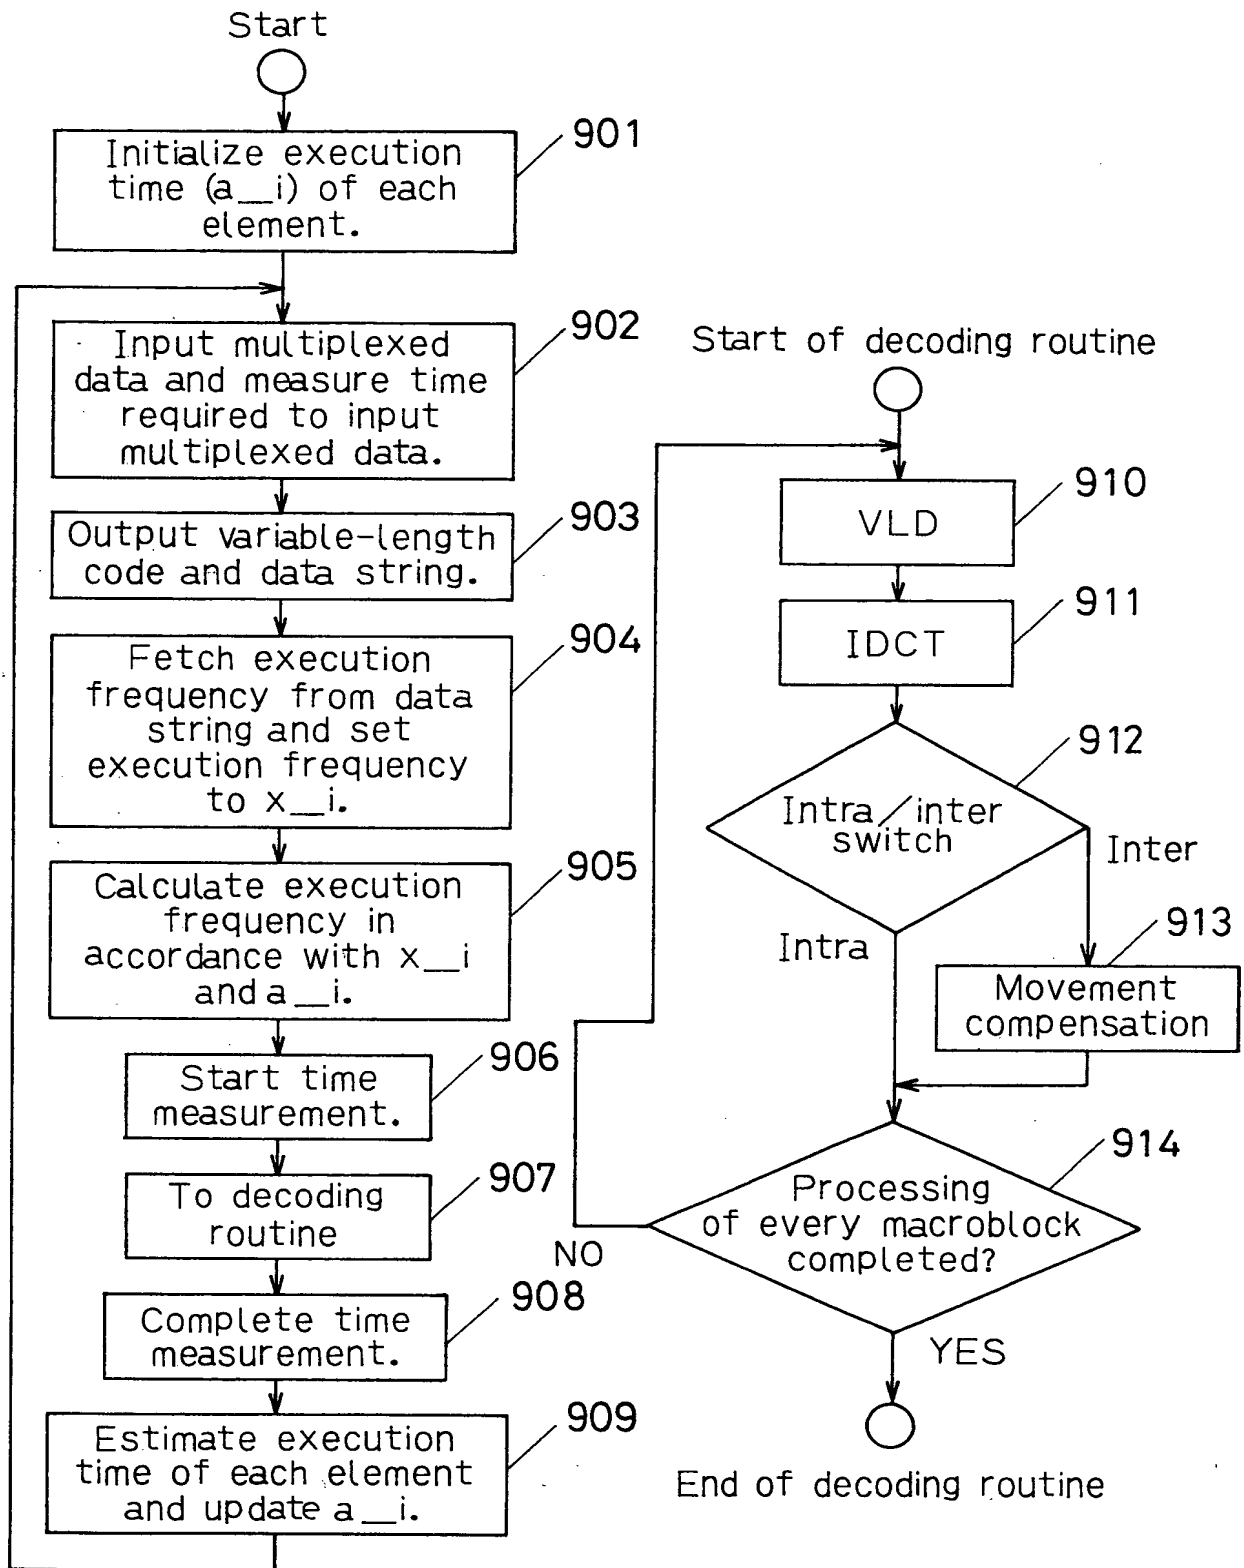 Start
901
Initialize execution
time (a__i) of each
element.
902
Input multiplexed
data and measure time
required to input
multiplexed data.
903
Output variable-length
code and data string.
904
Fetch execution
frequency from data
string and set
execution frequency
to x__i.
905
Calculate execution
frequency in
accordance with x__i
and a__i.
906
Start time
measurement.
907
To decoding
routine
908
Complete time
measurement.
909
Estimate execution
time of each element
and update a__i.
Start of decoding routine
910
VLD
911
IDCT
912
Intra/inter
switch
Inter
Intra
913
Movement
compensation
914
Processing
of every macroblock
completed?
NO
YES
End of decoding routine